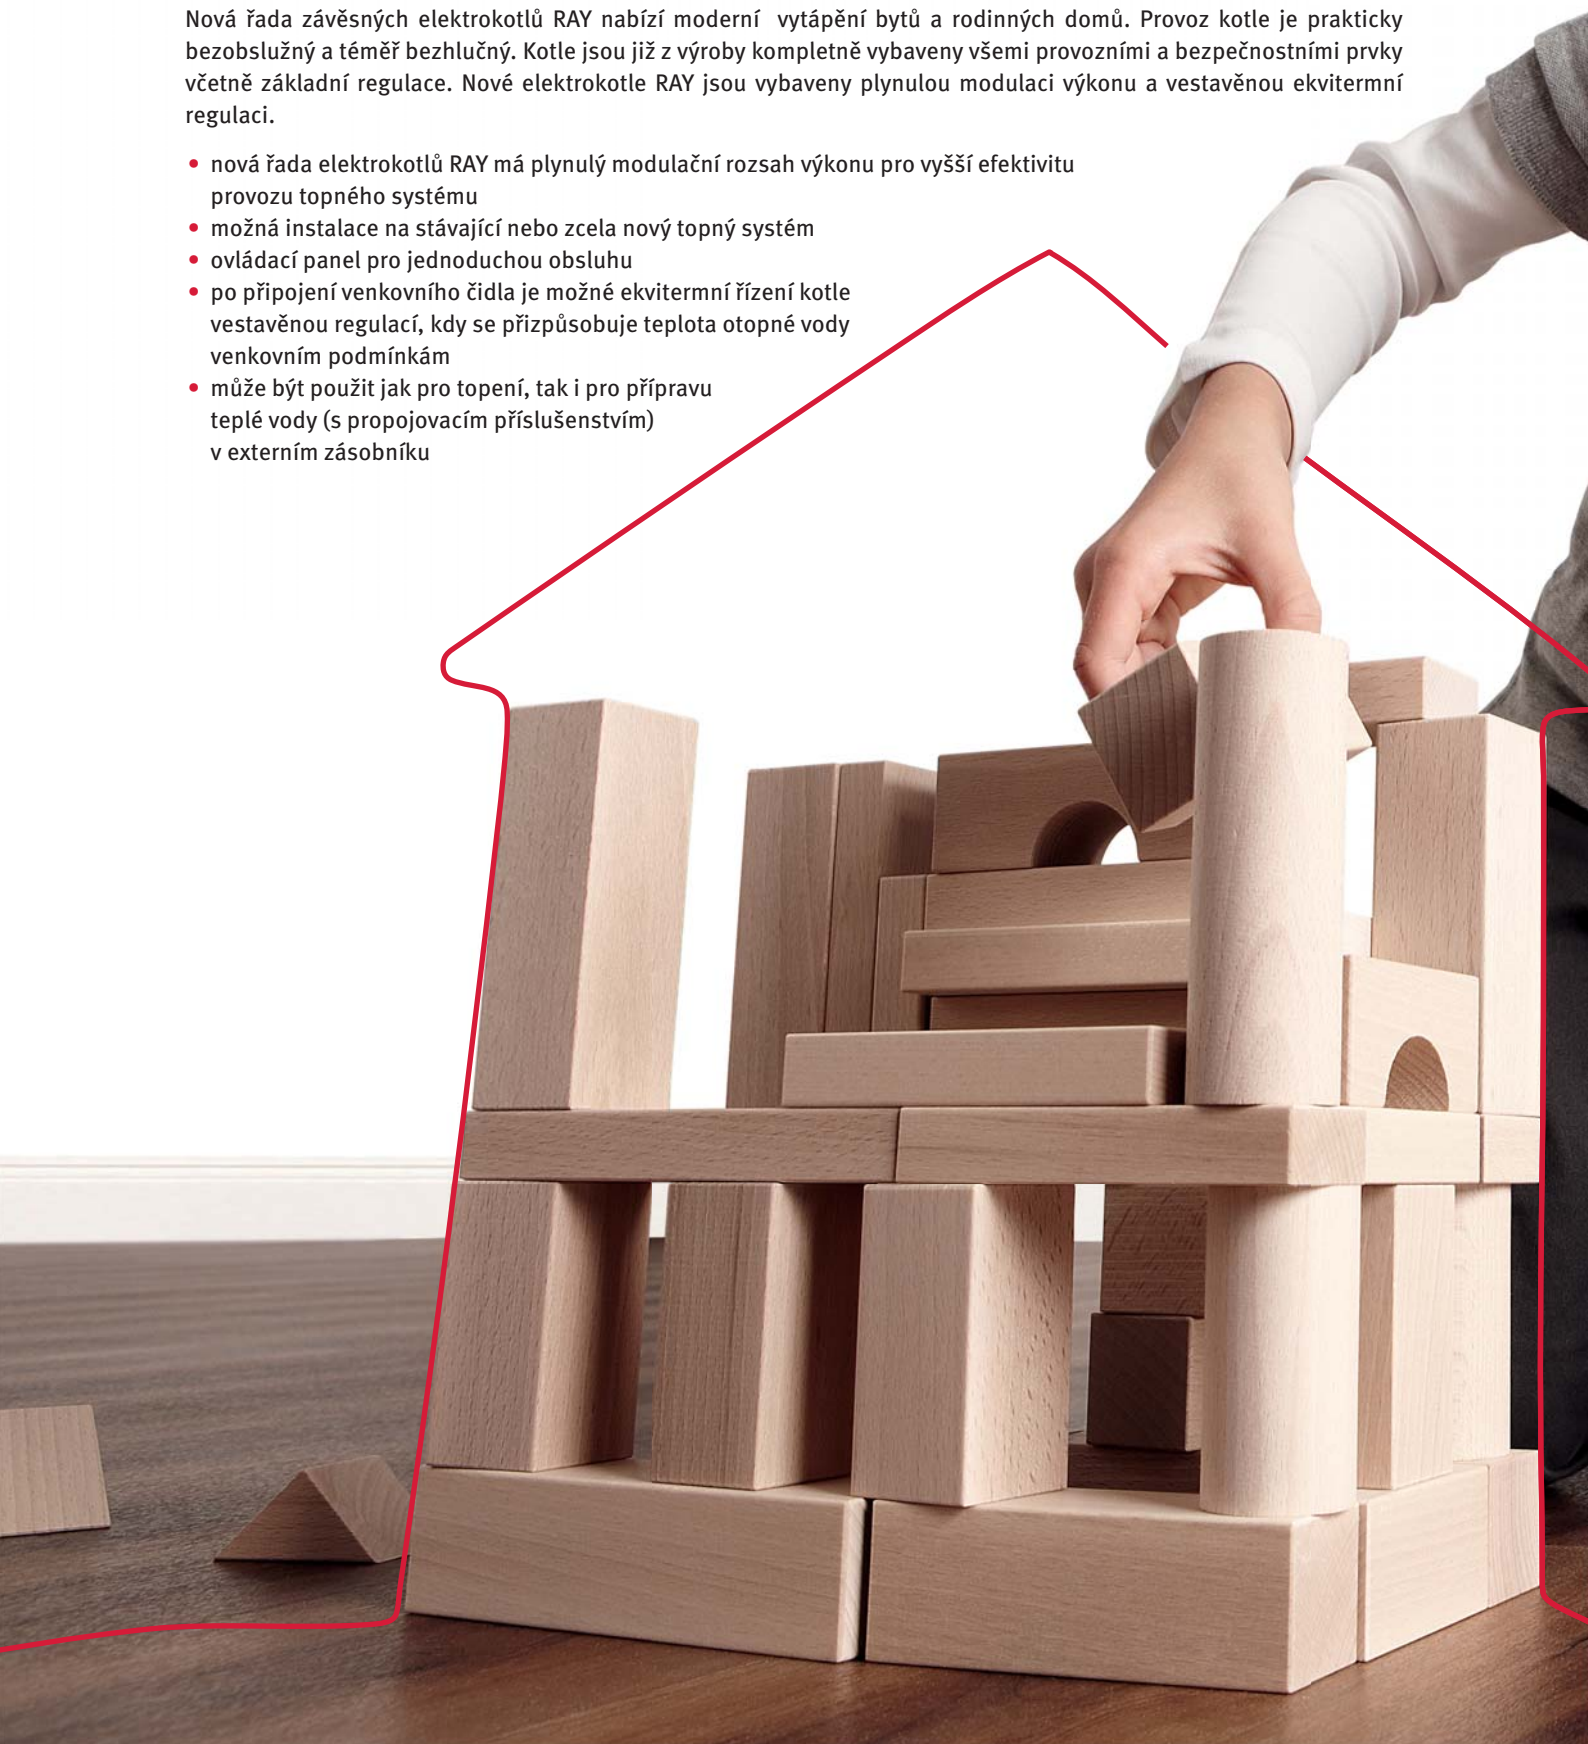 Nová řada závěsných elektrokotlů RAY nabízí moderní vytápění bytů a rodinných domů. Provoz kotle je prakticky
bezobslužný a téměř bezhlučný. Kotle jsou již z výroby kompletně vybaveny všemi provozními a bezpečnostními prvky
včetně základní regulace. Nové elektrokotle RAY jsou vybaveny plynulou modulaci výkonu a vestavěnou ekvitermní
regulaci.
• nová řada elektrokotlů RAY má plynulý modulační rozsah výkonu pro vyšší efektivitu
provozu topného systému
• možná instalace na stávající nebo zcela nový topný systém
• ovládací panel pro jednoduchou obsluhu
• po připojení venkovního čidla je možné ekvitermní řízení kotle
vestavěnou regulací, kdy se přizpůsobuje teplota otopné vody
venkovním podmínkám
• může být použit jak pro topení, tak i pro přípravu
teplé vody (s propojovacím příslušenstvím)
v externím zásobníku